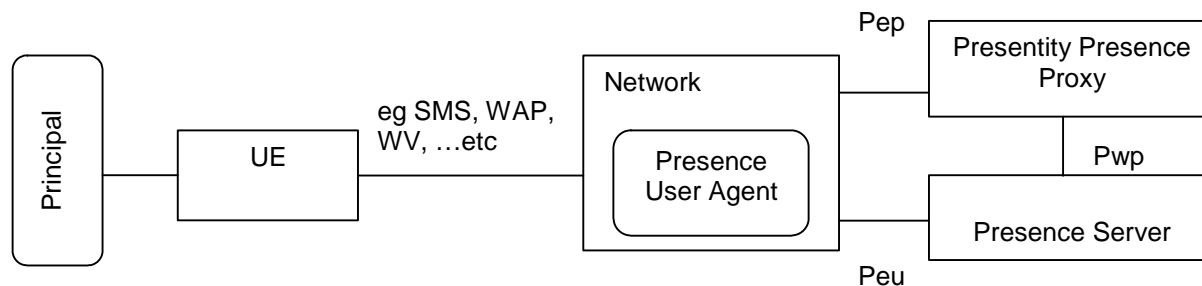 Principal
UE
eg SMS, WAP,
WV, …etc
Network
Presence
User Agent
Pep
Presentity Presence
Proxy
Pwp
Presence Server
Peu